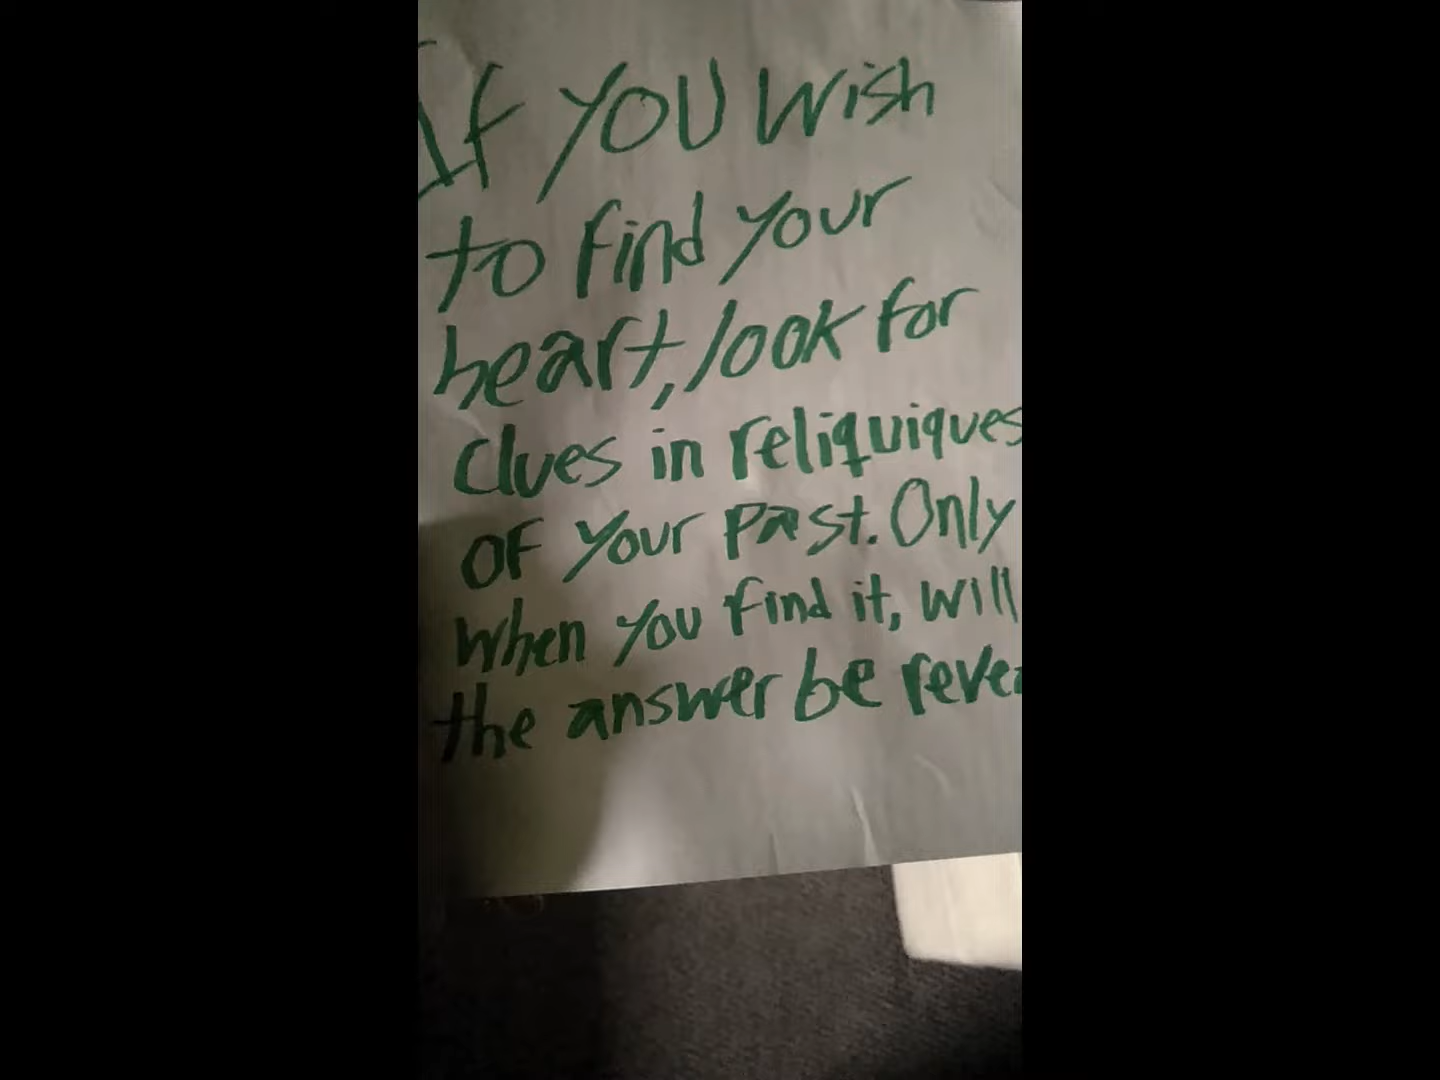 If you wish
to find your
heart, look for
clues in reliquiques
of your past. Only
when you find it, will
the answer be revea